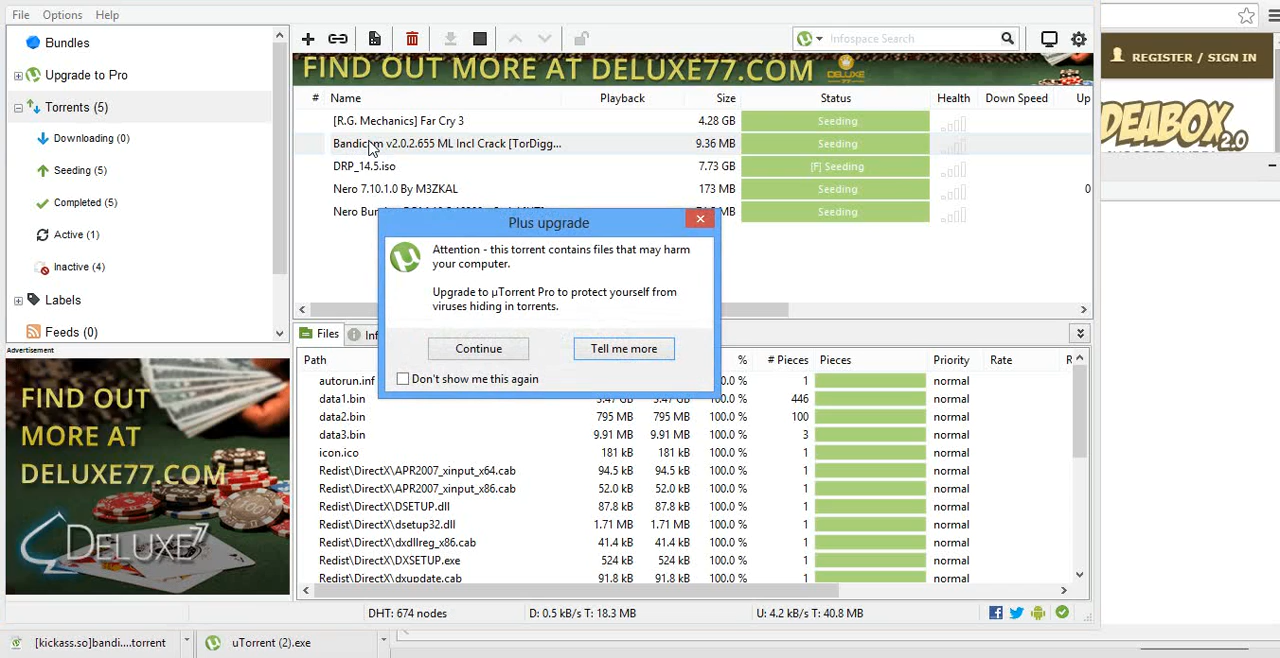 File Options Help
Infospace Search
REGISTER / SIGN IN
DEABOX 2.0
Bundles
Upgrade to Pro
Torrents (5)
Downloading (0)
Seeding (5)
Completed (5)
Active (1)
Inactive (4)
Labels
Feeds (0)
Advertisement
FIND OUT
MORE AT
DELUXE77.COM
DELUXE7
FIND OUT MORE AT DELUXE77.COM
DELUXE
# Name Playback Size Status Health Down Speed Up
[R.G. Mechanics] Far Cry 3 4.28 GB Seeding
v2.0.2.655 ML Incl Crack [TorDigg... 9.36 MB Seeding
DRP_14.5.iso 7.73 GB [F] Seeding
Nero 7.10.1.0 By M3ZKAL 173 MB Seeding 0
Nero MB Seeding
Plus upgrade
Attention - this torrent contains files that may harm
your computer.
Upgrade to µTorrent Pro to protect yourself from
viruses hiding in torrents.
Continue Tell me more
Don't show me this again
Files Inf
Path % # Pieces Pieces Priority Rate R
autorun.inf 0.0 % 1 normal
data1.bin 3.47 GB 3.47 GB 100.0 % 446 normal
data2.bin 795 MB 795 MB 100.0 % 100 normal
data3.bin 9.91 MB 9.91 MB 100.0 % 3 normal
icon.ico 181 kB 181 kB 100.0 % 1 normal
Redist\DirectX\APR2007_xinput_x64.cab 94.5 kB 94.5 kB 100.0 % 1 normal
Redist\DirectX\APR2007_xinput_x86.cab 52.0 kB 52.0 kB 100.0 % 1 normal
Redist\DirectX\DSETUP.dll 87.8 kB 87.8 kB 100.0 % 1 normal
Redist\DirectX\dsetup32.dll 1.71 MB 1.71 MB 100.0 % 1 normal
Redist\DirectX\dxdllreg_x86.cab 41.4 kB 41.4 kB 100.0 % 1 normal
Redist\DirectX\DXSETUP.exe 524 kB 524 kB 100.0 % 1 normal
Redist\DirectX\dxupdate.cab 91.8 kB 91.8 kB 100.0 % 1 normal
DHT: 674 nodes D: 0.5 kB/s T: 18.3 MB U: 4.2 kB/s T: 40.8 MB
[kickass.so]bandi....torrent uTorrent (2).exe